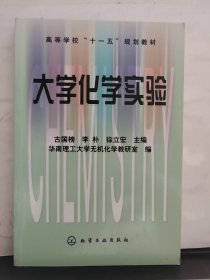 高等学校“十一五”规划教材
大学化学实验
CHEMISTRY
古国榜 李朴 徐立宏 主编
华南理工大学无机化学教研室 编
化学工业出版社